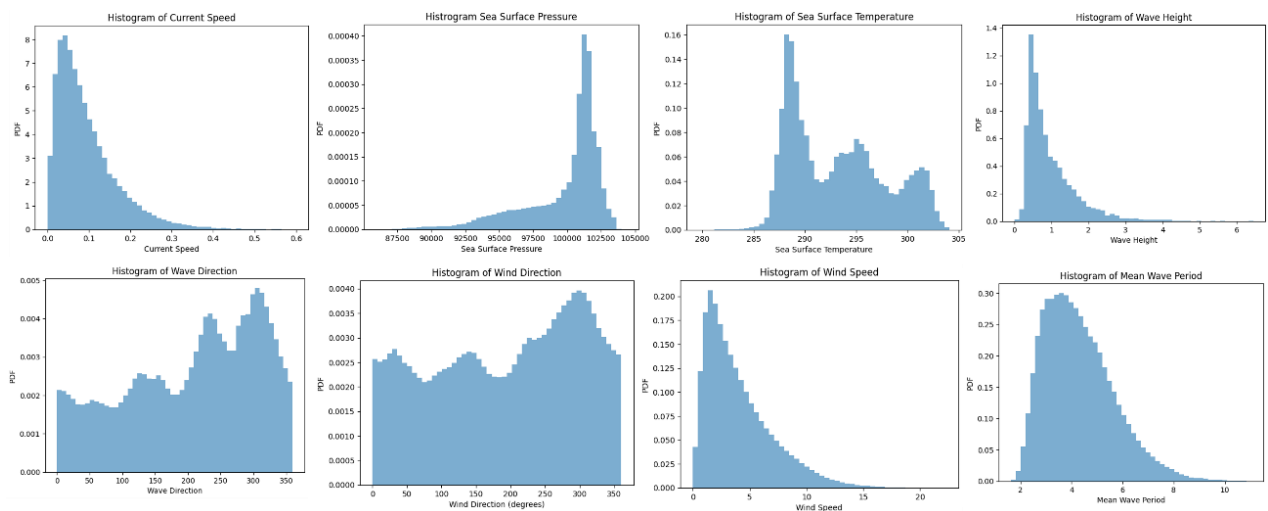 Histogram of Current Speed
PDF
8
7
6
5
4
3
2
1
0
0.0 0.1 0.2 0.3 0.4 0.5 0.6
Current Speed
Histrogram Sea Surface Pressure
PDF
0.00040
0.00035
0.00030
0.00025
0.00020
0.00015
0.00010
0.00005
0.00000
87500 90000 92500 95000 97500 100000 102500 105000
Sea Surface Pressure
Histogram of Sea Surface Temperature
PDF
0.16
0.14
0.12
0.10
0.08
0.06
0.04
0.02
0.00
280 285 290 295 300 305
Sea Surface Temperature
Histogram of Wave Height
PDF
1.4
1.2
1.0
0.8
0.6
0.4
0.2
0.0
0 1 2 3 4 5 6
Wave Height
Histogram of Wave Direction
PDF
0.005
0.004
0.003
0.002
0.001
0.000
0 50 100 150 200 250 300 350
Wave Direction
Histogram of Wind Direction
PDF
0.0040
0.0035
0.0030
0.0025
0.0020
0.0015
0.0010
0.0005
0.0000
0 50 100 150 200 250 300 350
Wind Direction (degrees)
Histogram of Wind Speed
PDF
0.200
0.175
0.150
0.125
0.100
0.075
0.050
0.025
0.000
0 5 10 15 20
Wind Speed
Histogram of Mean Wave Period
PDF
0.30
0.25
0.20
0.15
0.10
0.05
0.00
2 4 6 8 10
Mean Wave Period